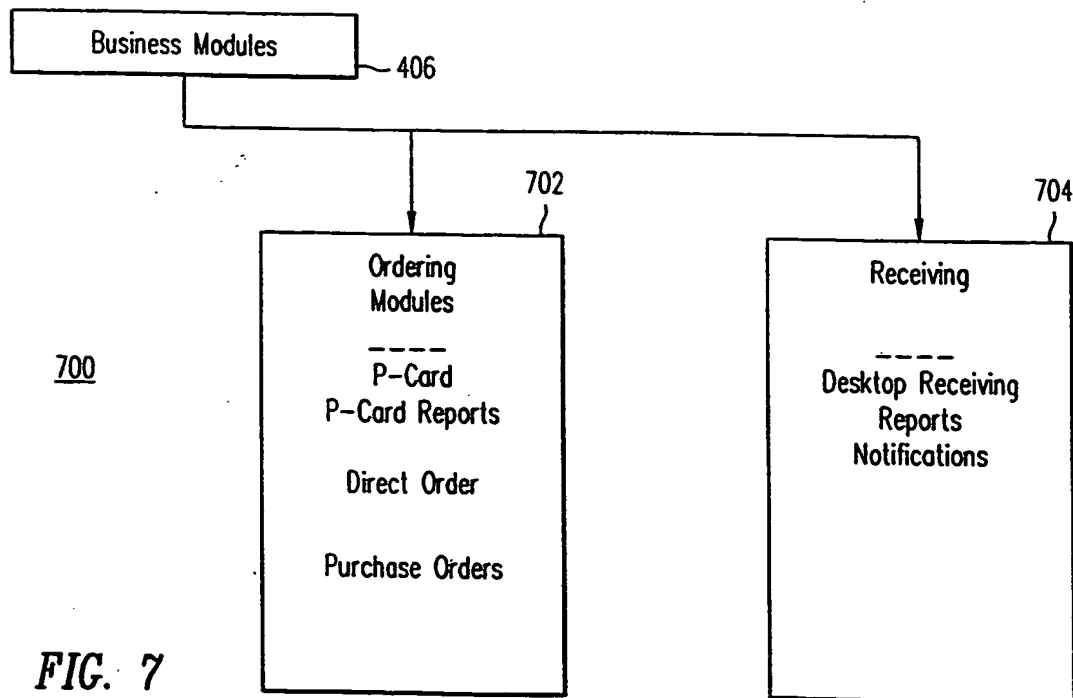 Business Modules
406
702
704
Ordering
Modules
P-Card
P-Card Reports
Direct Order
Purchase Orders
Receiving
Desktop Receiving
Reports
Notifications
700
FIG. 7